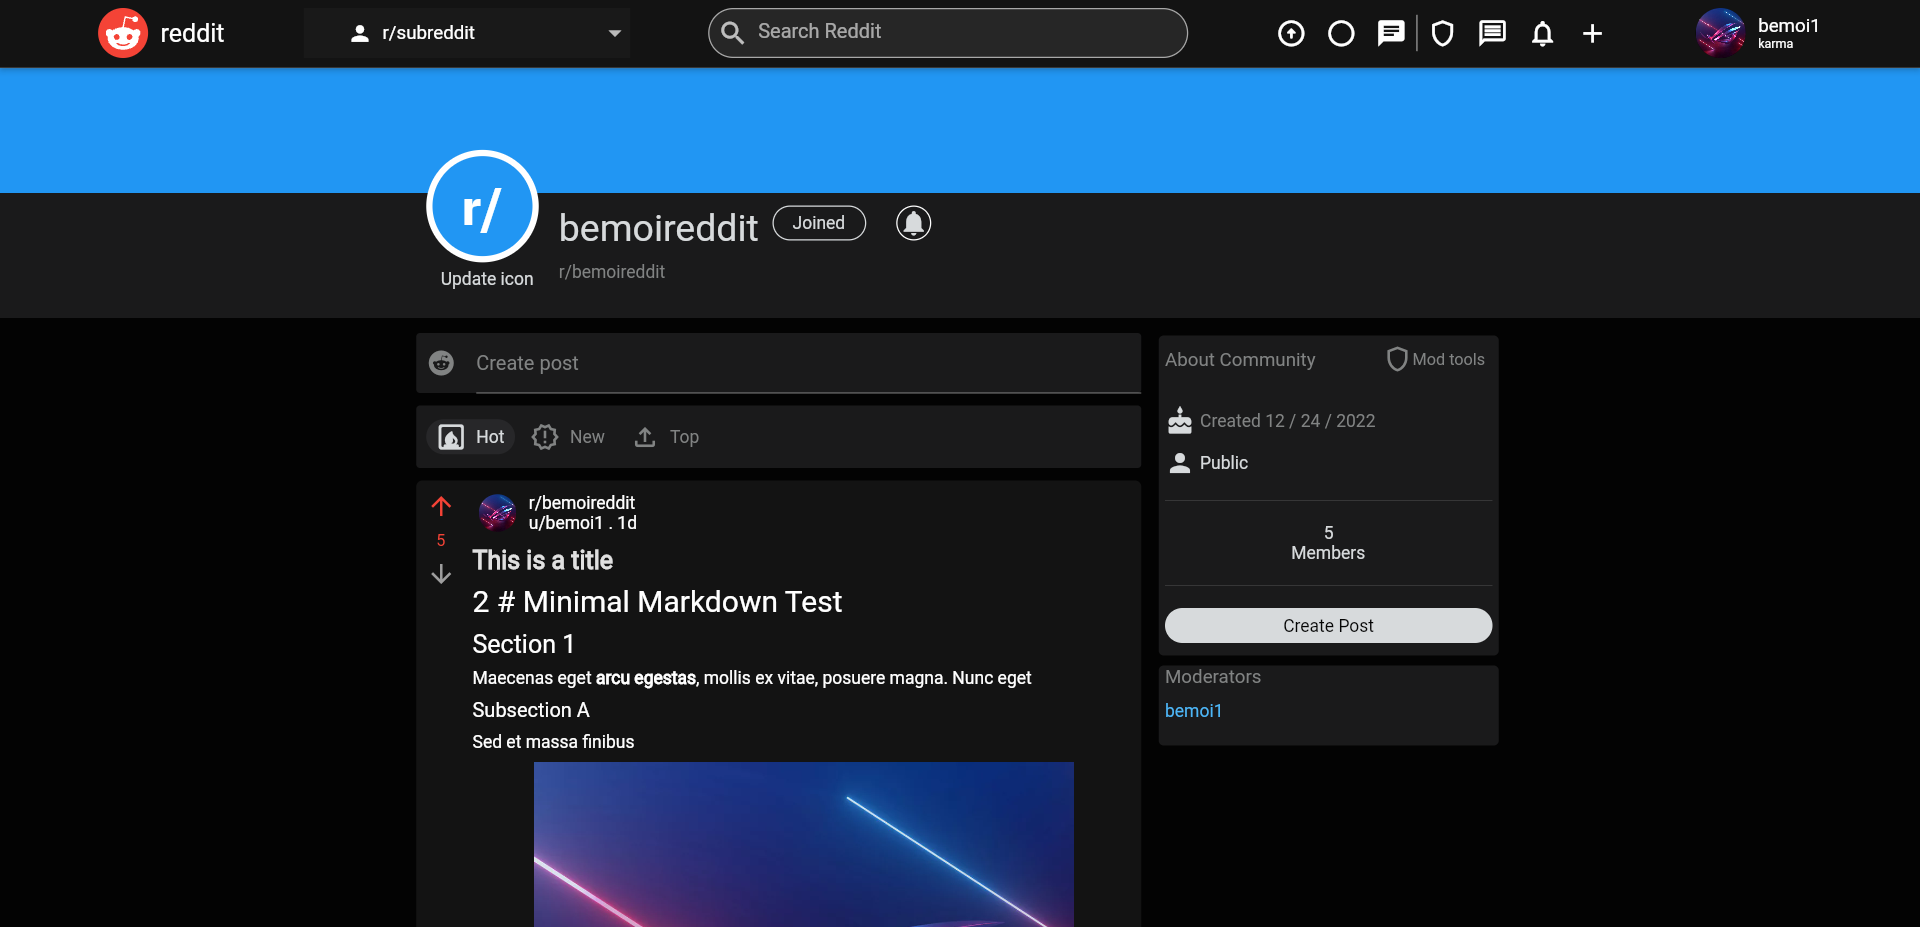 reddit
r/subreddit
Search Reddit
bemoi1
karma
r/
bemoireddit
Joined
Update icon
r/bemoireddit
Create post
Hot
New
Top
r/bemoireddit
u/bemoi1 . 1d
5
This is a title
2 # Minimal Markdown Test
Section 1
Maecenas eget arcu egestas, mollis ex vitae, posuere magna. Nunc eget
Subsection A
Sed et massa finibus
About Community
Mod tools
Created 12 / 24 / 2022
Public
5
Members
Create Post
Moderators
bemoi1